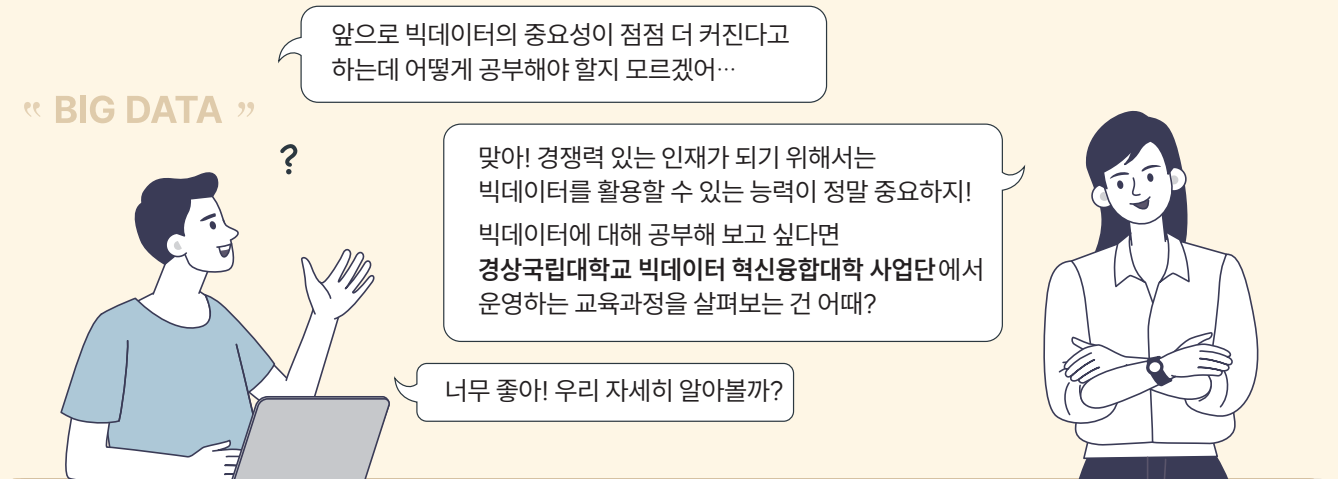 앞으로 빅데이터의 중요성이 점점 더 커진다고
하는데 어떻게 공부해야 할지 모르겠어…
“ BIG DATA ”
?
맞아! 경쟁력 있는 인재가 되기 위해서는
빅데이터를 활용할 수 있는 능력이 정말 중요하지!
빅데이터에 대해 공부해 보고 싶다면
경상국립대학교 빅데이터 혁신융합대학 사업단에서
운영하는 교육과정을 살펴보는 건 어때?
너무 좋아! 우리 자세히 알아볼까?